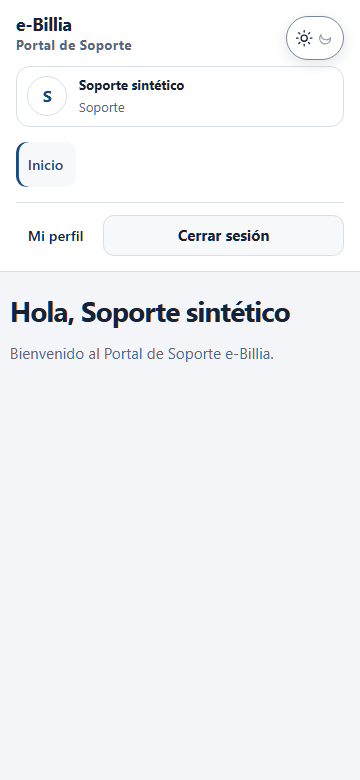 e-Billia
Portal de Soporte
S
Soporte sintético
Soporte
Inicio
Mi perfil
Cerrar sesión
Hola, Soporte sintético
Bienvenido al Portal de Soporte e-Billia.